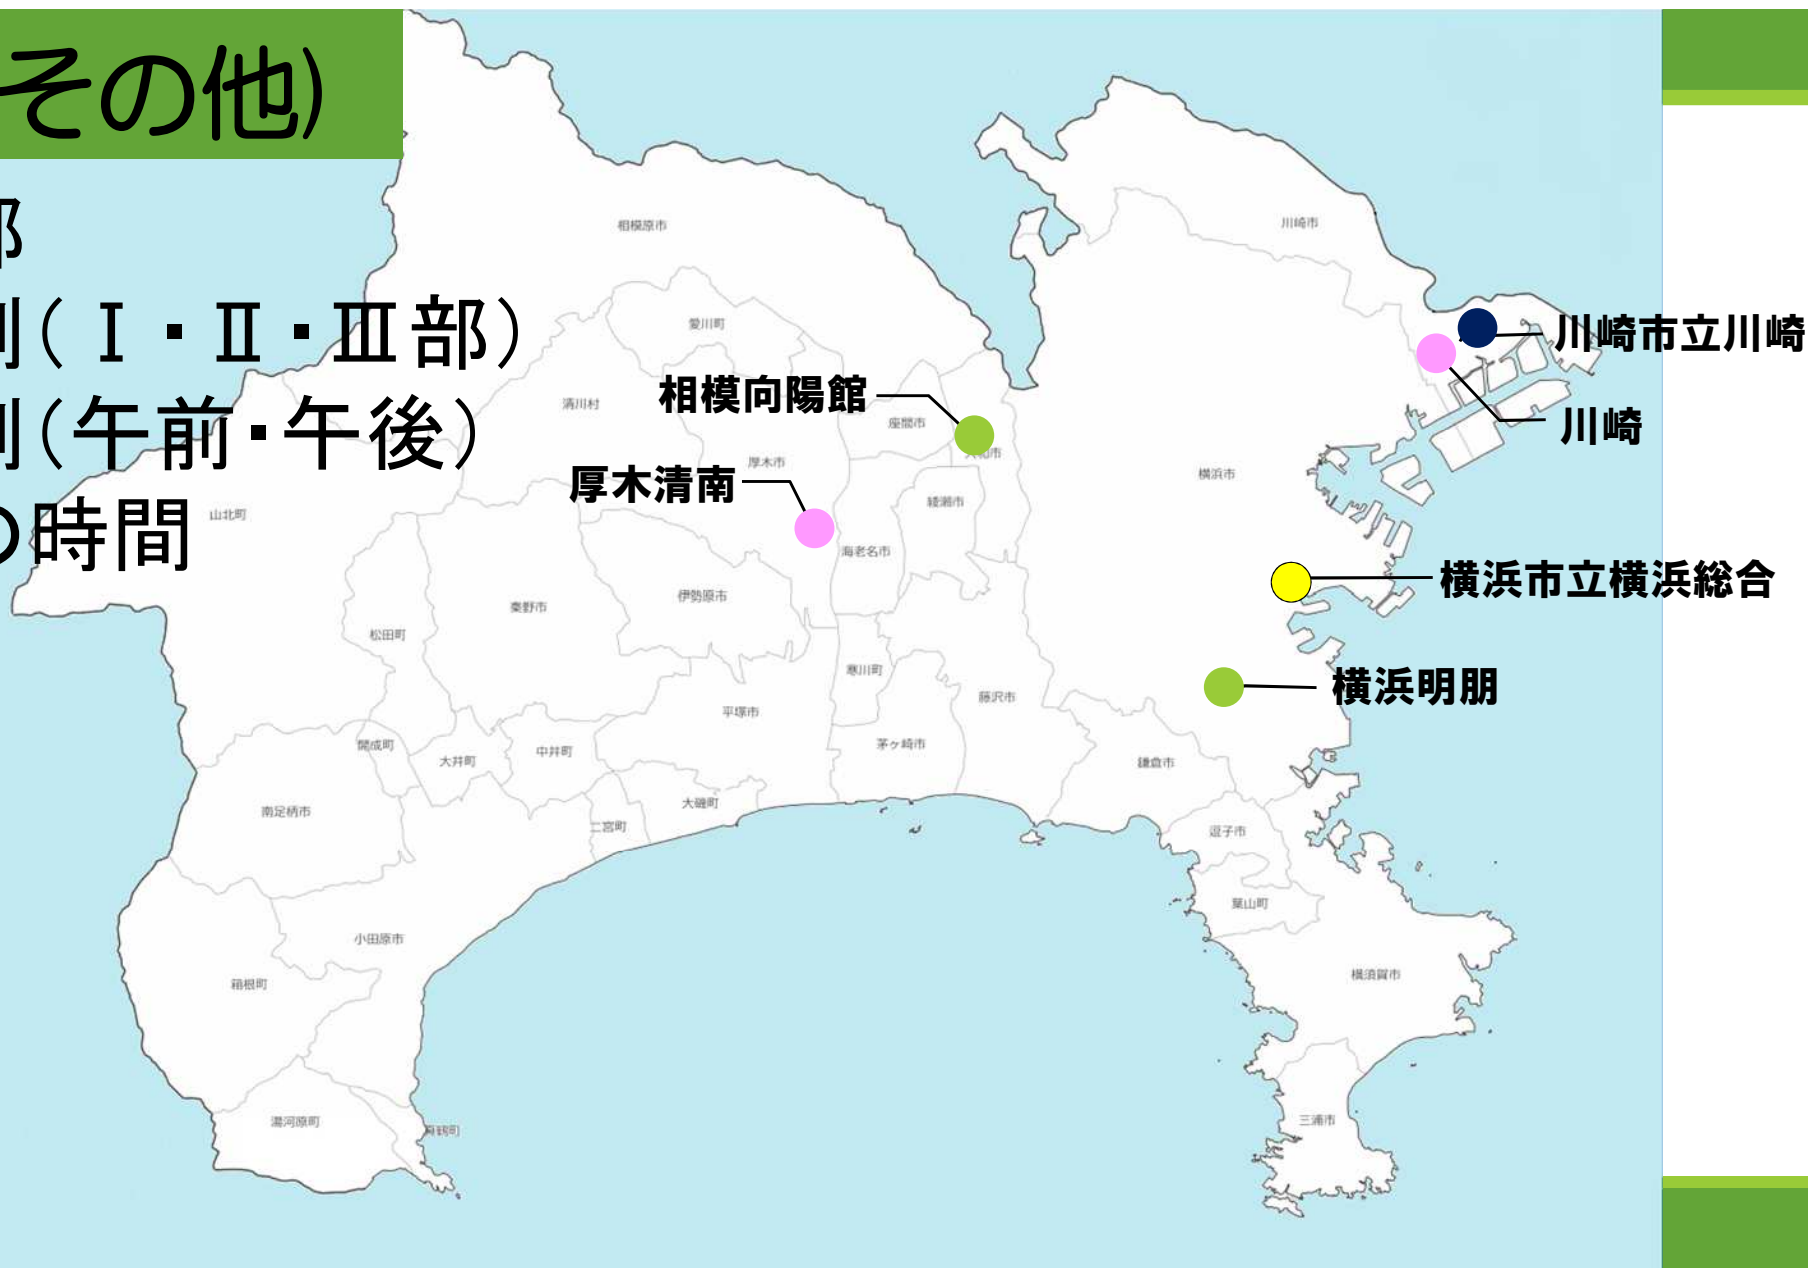 その他)
部
(Ⅰ・Ⅱ・Ⅲ部)
(午前・午後)
の時間
相模原市
川崎市
愛川町
川崎市立川崎
相模向陽館
清川村
座間市
川崎
厚木市
厚木清南
横浜市
綾瀬市
山北町
海老名市
横浜市立横浜総合
伊勢原市
秦野市
松田町
寒川町
横浜明朋
藤沢市
平塚市
開成町
茅ヶ崎市
中井町
大井町
鎌倉市
大磯町
南足柄市
二宮町
逗子市
葉山町
小田原市
横須賀市
箱根町
湯河原町
三浦市